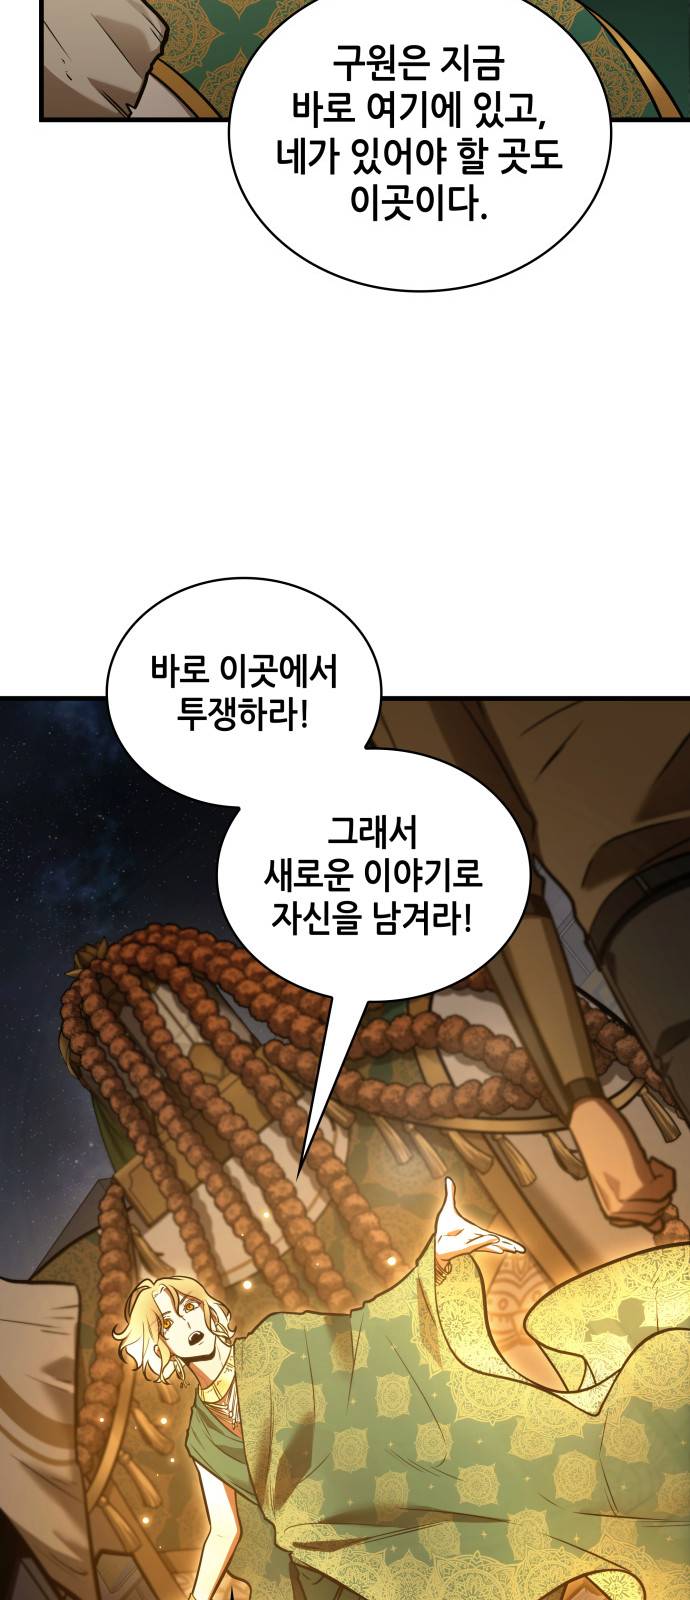 구원은 지금
바로 여기에 있고,
네가 있어야 할 곳도
이곳이다.
바로 이곳에서
투쟁하라!
그래서
새로운 이야기로
자신을 남겨라!